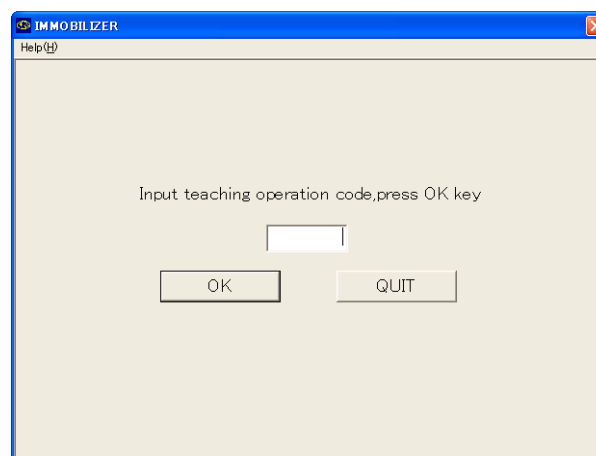 IMMOBILIZER
Help(H)
Input teaching operation code,press OK key
OK
QUIT